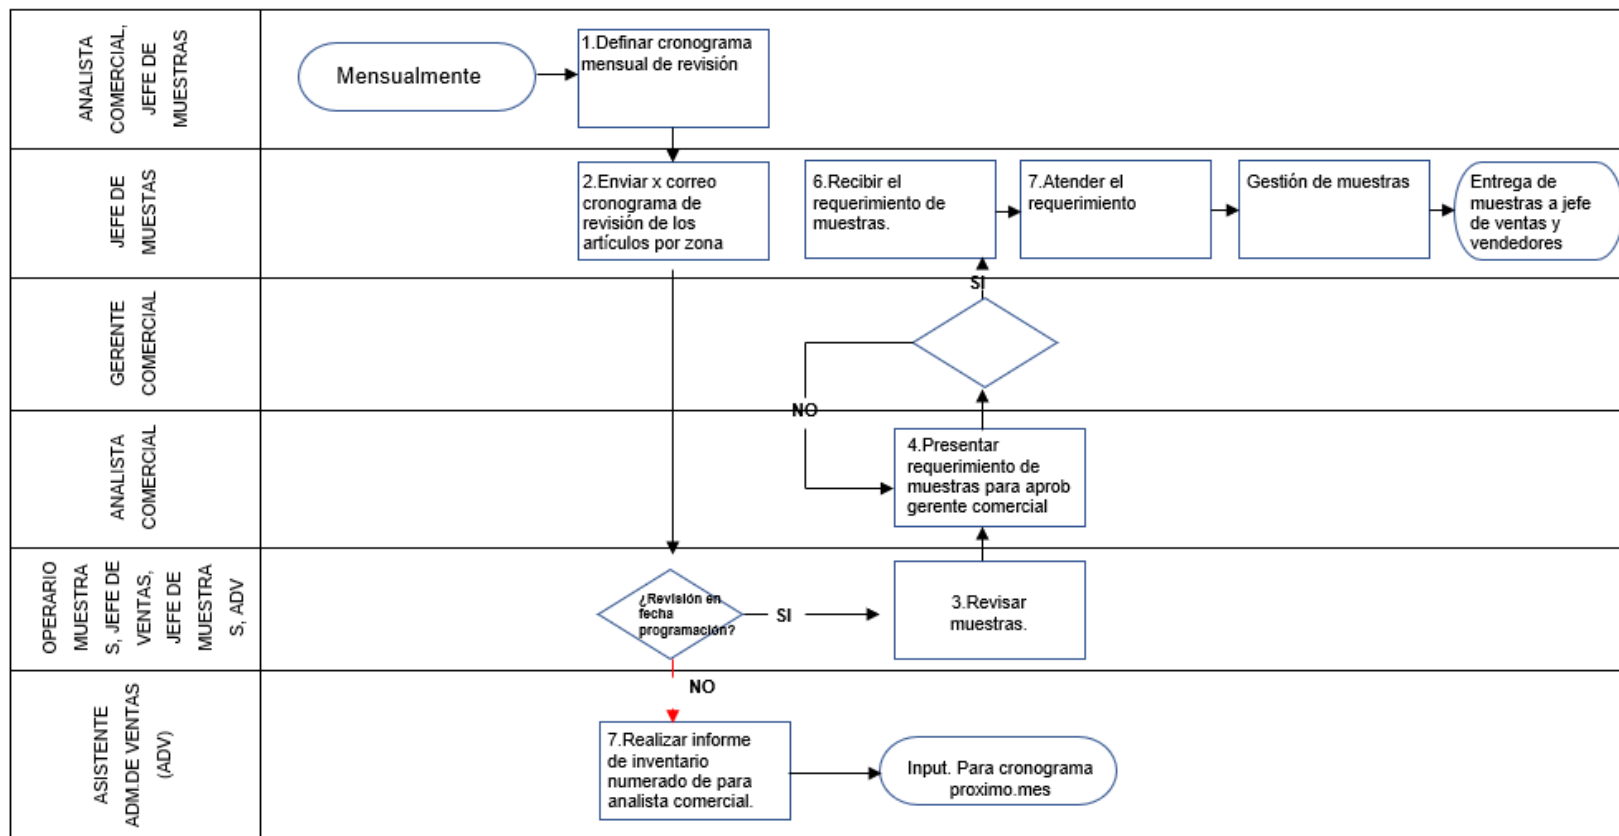 ANALISTA
COMERCIAL,
JEFE DE
MUESTRAS
Mensualmente
1.Definar cronograma
mensual de revisión
JEFE DE
MUESTAS
2.Enviar x correo
cronograma de
revisión de los
artículos por zona
6.Recibir el
requerimiento de
muestras.
7.Atender el
requerimiento
Gestión de muestras
Entrega de
muestras a jefe
de ventas y
vendedores
GERENTE
COMERCIAL
SI
NO
ANALISTA
COMERCIAL
4.Presentar
requerimiento de
muestras para aprob
gerente comercial
OPERARIO
MUESTRA
S, JEFE DE
VENTAS,
JEFE DE
MUESTRA
S, ADV
¿Revisión en
fecha
programación?
SI
3.Revisar
muestras.
NO
ASISTENTE
ADM.DE VENTAS
(ADV)
7.Realizar informe
de inventario
numerado de para
analista comercial.
Input. Para cronograma
proximo.mes